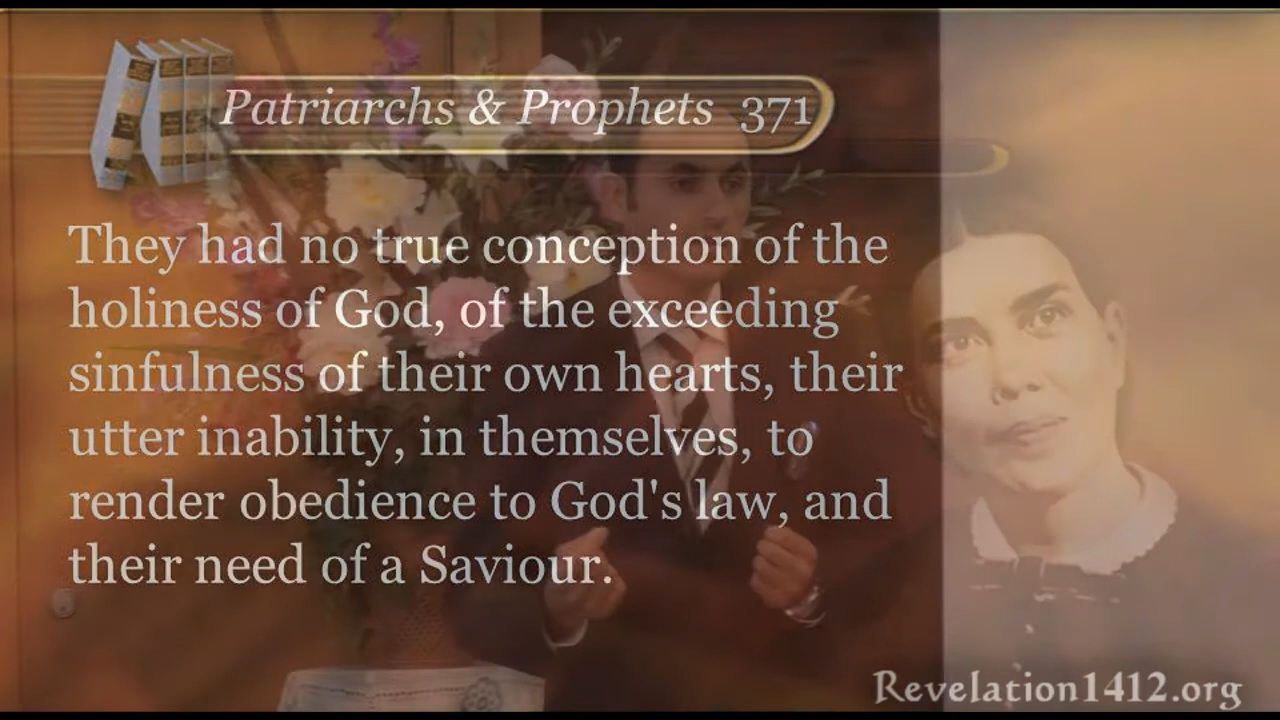 Patriarchs & Prophets 371
They had no true conception of the
holiness of God, of the exceeding
sinfulness of their own hearts, their
utter inability, in themselves, to
render obedience to God's law, and
their need of a Saviour.
Revelation1412.org